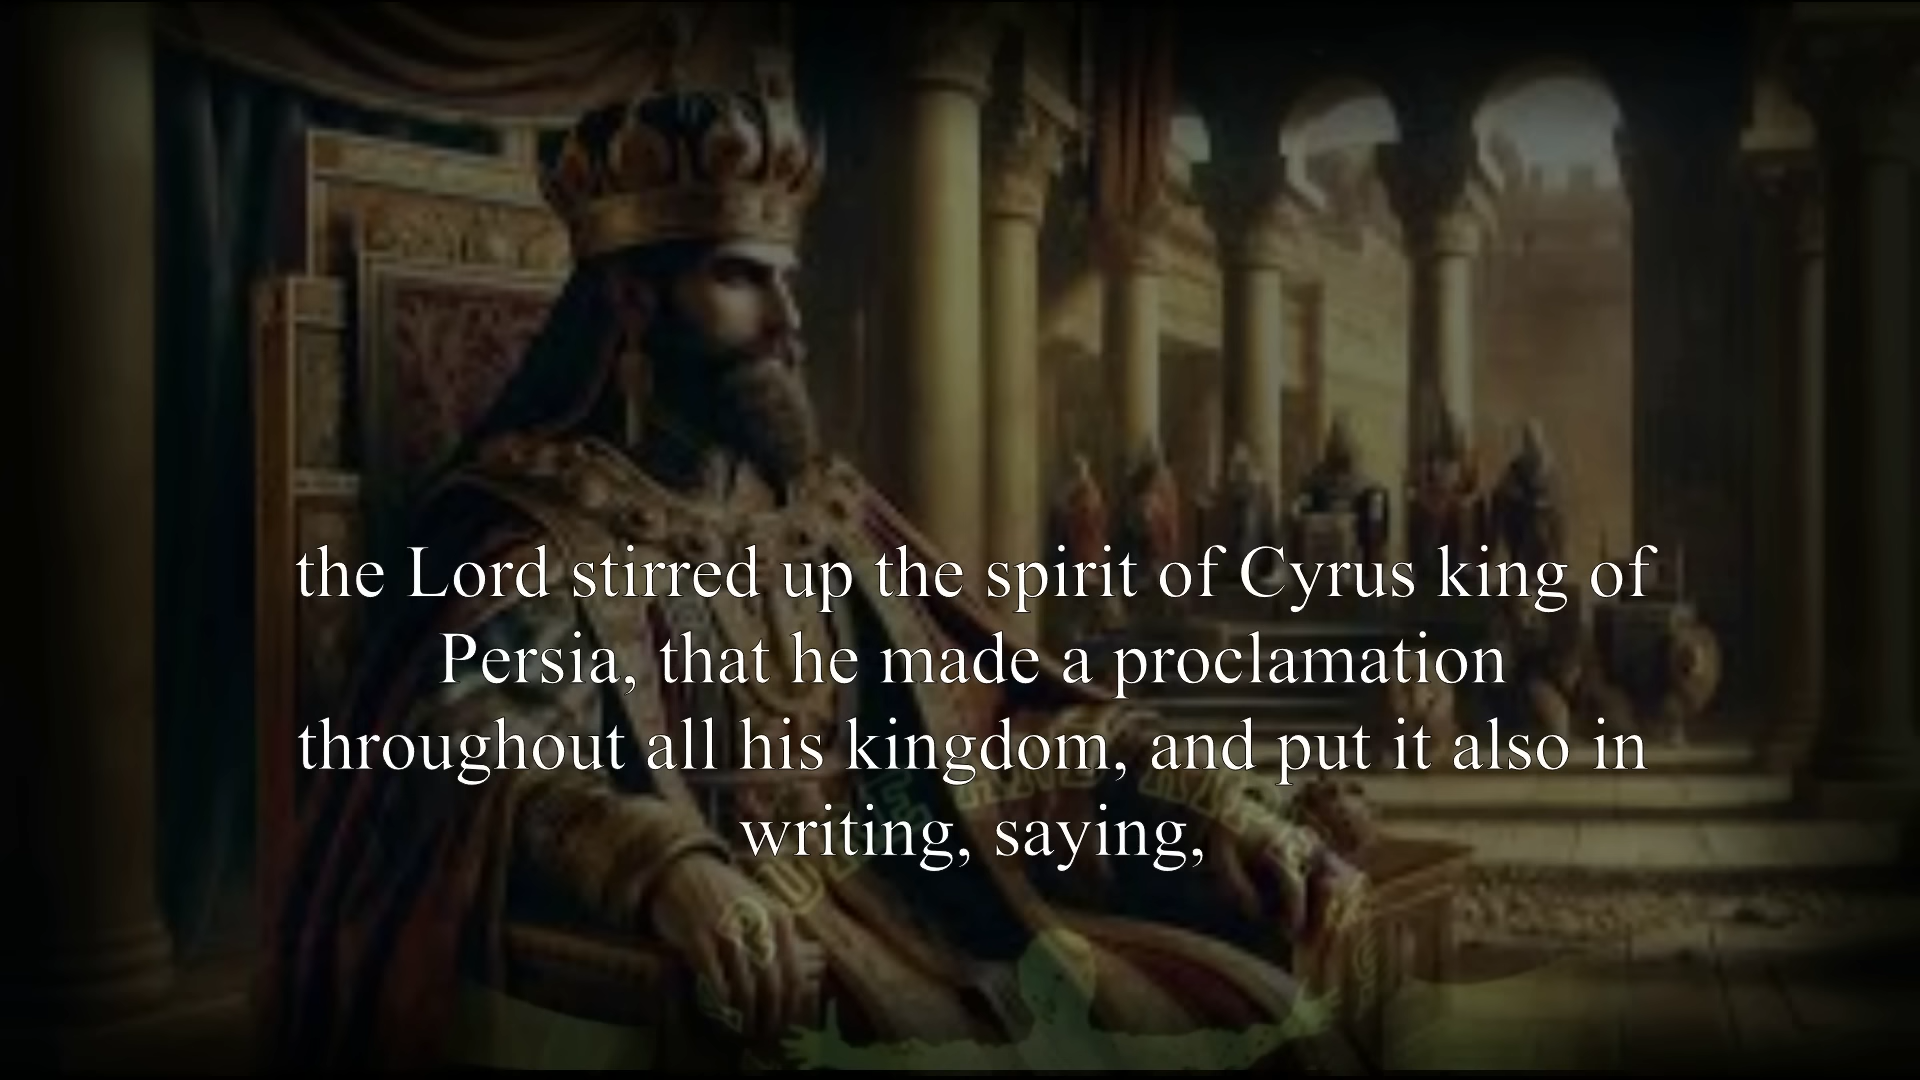 the Lord stirred up the spirit of Cyrus king of
Persia, that he made a proclamation
throughout all his kingdom, and put it also in
writing, saying,